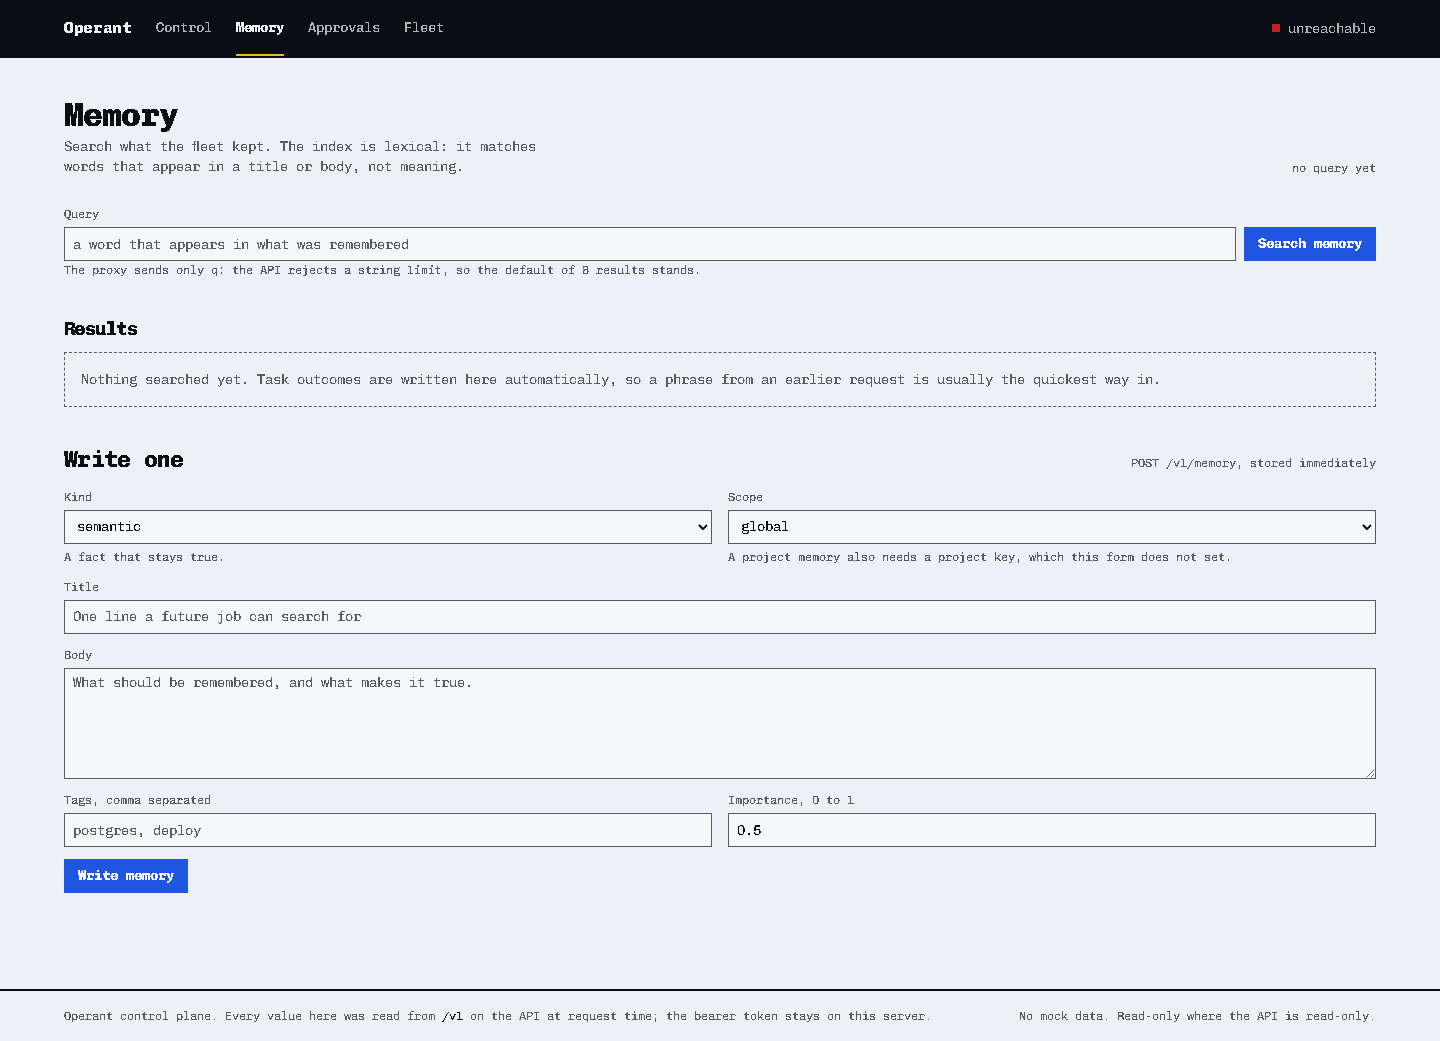 Operant Control Memory Approvals Fleet unreachable
Memory
Search what the fleet kept. The index is lexical: it matches
words that appear in a title or body, not meaning.
no query yet
Query
a word that appears in what was remembered
Search memory
The proxy sends only q: the API rejects a string limit, so the default of 8 results stands.
Results
Nothing searched yet. Task outcomes are written here automatically, so a phrase from an earlier request is usually the quickest way in.
Write one
POST /v1/memory, stored immediately
Kind
semantic
A fact that stays true.
Scope
global
A project memory also needs a project key, which this form does not set.
Title
One line a future job can search for
Body
What should be remembered, and what makes it true.
Tags, comma separated
postgres, deploy
Importance, 0 to 1
0.5
Write memory
Operant control plane. Every value here was read from /v1 on the API at request time; the bearer token stays on this server.
No mock data. Read-only where the API is read-only.